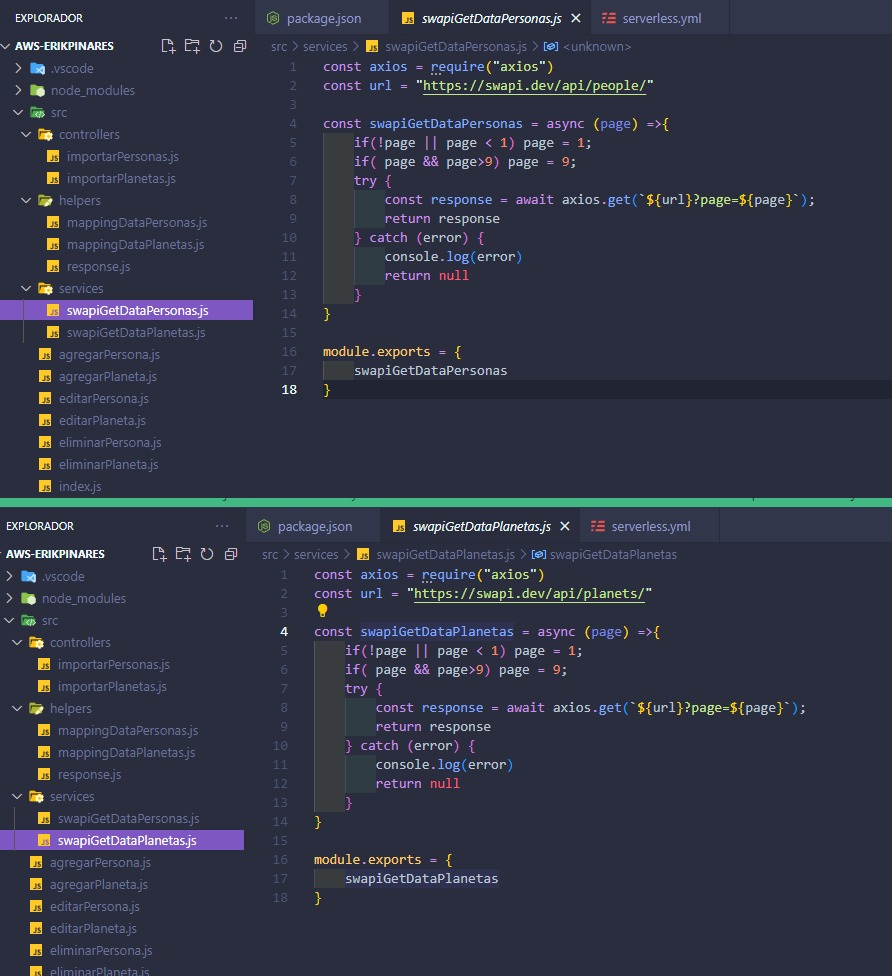 EXPLORADOR ...
package.json
swapiGetDataPersonas.js
serverless.yml
AWS-ERIKPINARES
src > services > swapiGetDataPersonas.js > <unknown>
.vscode
node_modules
src
controllers
importarPersonas.js
importarPlanetas.js
helpers
mappingDataPersonas.js
mappingDataPlanetas.js
response.js
services
swapiGetDataPersonas.js
swapiGetDataPlanetas.js
agregarPersona.js
agregarPlaneta.js
editarPersona.js
editarPlaneta.js
eliminarPersona.js
eliminarPlaneta.js
index.js
1 const axios = require("axios")
2 const url = "https://swapi.dev/api/people/"
3
4 const swapiGetDataPersonas = async (page) =>{
5 if(!page || page < 1) page = 1;
6 if( page && page>9) page = 9;
7 try {
8 const response = await axios.get(`${url}?page=${page}`);
9 return response
10 } catch (error) {
11 console.log(error)
12 return null
13 }
14 }
15
16 module.exports = {
17 swapiGetDataPersonas
18 }
EXPLORADOR ...
package.json
swapiGetDataPlanetas.js
serverless.yml
AWS-ERIKPINARES
src > services > swapiGetDataPlanetas.js > swapiGetDataPlanetas
.vscode
node_modules
src
controllers
importarPersonas.js
importarPlanetas.js
helpers
mappingDataPersonas.js
mappingDataPlanetas.js
response.js
services
swapiGetDataPersonas.js
swapiGetDataPlanetas.js
agregarPersona.js
agregarPlaneta.js
editarPersona.js
editarPlaneta.js
eliminarPersona.js
eliminarPlaneta.js
1 const axios = require("axios")
2 const url = "https://swapi.dev/api/planets/"
3
4 const swapiGetDataPlanetas = async (page) =>{
5 if(!page || page < 1) page = 1;
6 if( page && page>9) page = 9;
7 try {
8 const response = await axios.get(`${url}?page=${page}`);
9 return response
10 } catch (error) {
11 console.log(error)
12 return null
13 }
14 }
15
16 module.exports = {
17 swapiGetDataPlanetas
18 }